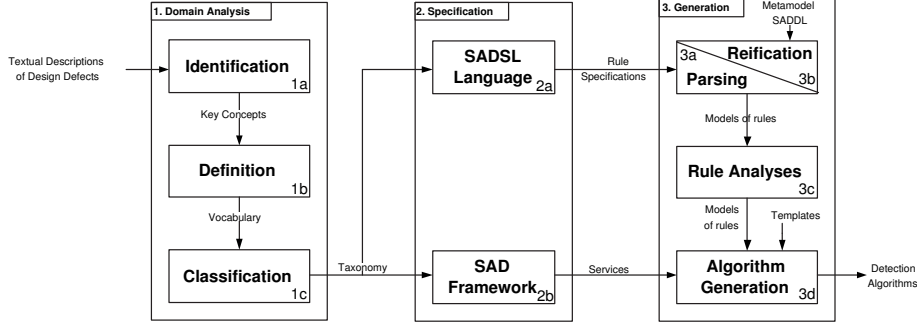 1. Domain Analysis
2. Specification
3. Generation
Metamodel
SADDL
Textual Descriptions
of Design Defects
Identification
1a
SADSL
Language
2a
Rule
Specifications
3a
Reification
Parsing
3b
Key Concepts
Models of rules
Definition
1b
Rule Analyses
3c
Vocabulary
Models
of rules
Templates
Classification
1c
Taxonomy
SAD
Framework
2b
Services
Algorithm
Generation
3d
Detection
Algorithms